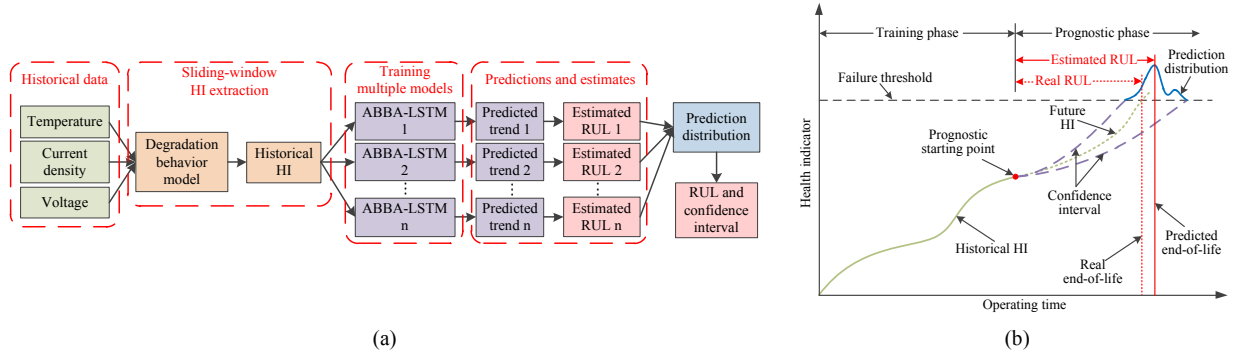 Historical data
Temperature
Current
density
Voltage
Sliding-window
HI extraction
Degradation
behavior
model
Historical
HI
Training
multiple models
ABBA-LSTM
1
ABBA-LSTM
2
ABBA-LSTM
n
Predictions and estimates
Predicted
trend 1
Estimated
RUL 1
Predicted
trend 2
Estimated
RUL 2
Predicted
trend n
Estimated
RUL n
Prediction
distribution
RUL and
confidence
interval
(a)
Training phase
Prognostic phase
Estimated RUL
Real RUL
Prediction
distribution
Failure threshold
Future
HI
Prognostic
starting point
Confidence
interval
Historical HI
Real
end-of-life
Predicted
end-of-life
Health indicator
Operating time
(b)